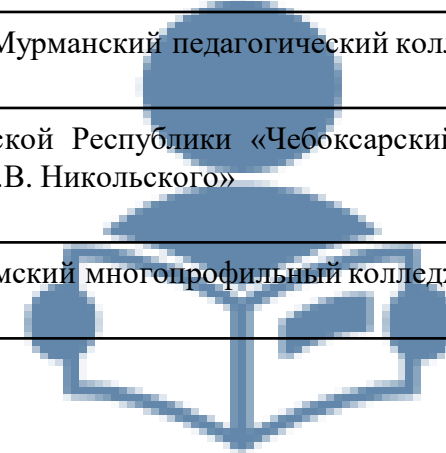 Мурманский педагогический кол
ской Республики «Чебоксарский
.В. Никольского»
мский многопрофильный колледж